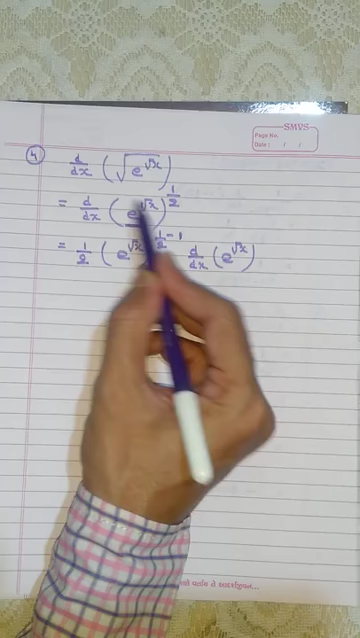 SMVS
Page No.
Date : / /
4 d/dx (√e^√x)
= d/dx (e^√x)^1/2
= 1/2 (e^√x)^1/2-1 d/dx (e^√x)